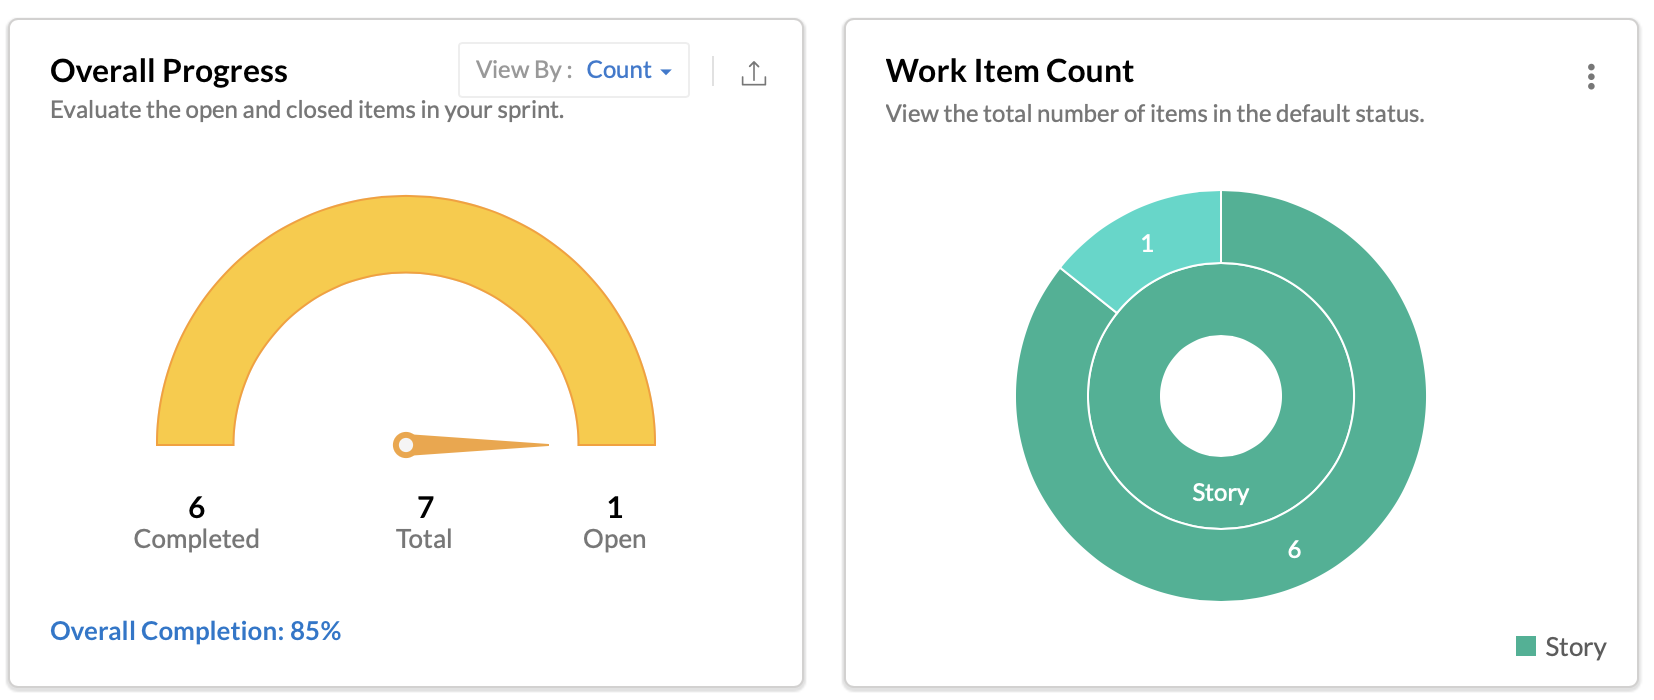 Overall Progress
View By : Count
Evaluate the open and closed items in your sprint.
6
Completed
7
Total
1
Open
Overall Completion: 85%
Work Item Count
View the total number of items in the default status.
1
Story
6
Story